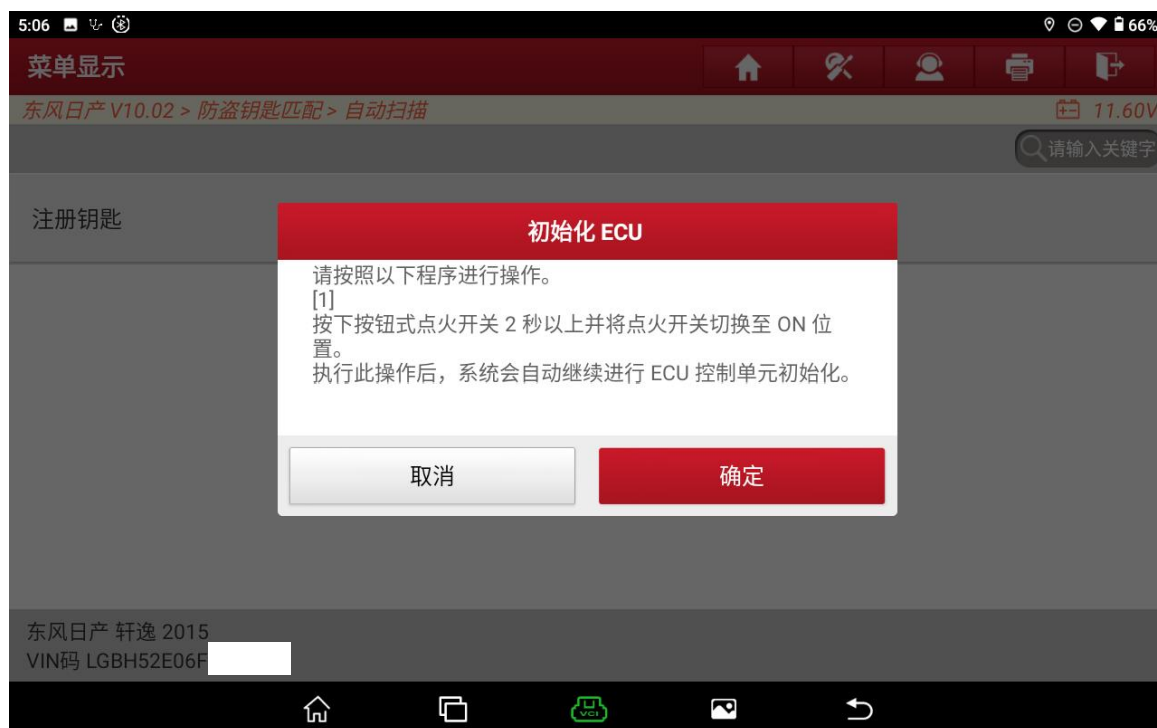 5:06
66%
菜单显示
东风日产 V10.02 > 防盗钥匙匹配 > 自动扫描
11.60V
请输入关键字
注册钥匙
初始化 ECU
请按照以下程序进行操作。
[1]
按下按钮式点火开关 2 秒以上并将点火开关切换至 ON 位
置。
执行此操作后，系统会自动继续进行 ECU 控制单元初始化。
取消
确定
东风日产 轩逸 2015
VIN码 LGBH52E06F
VCI